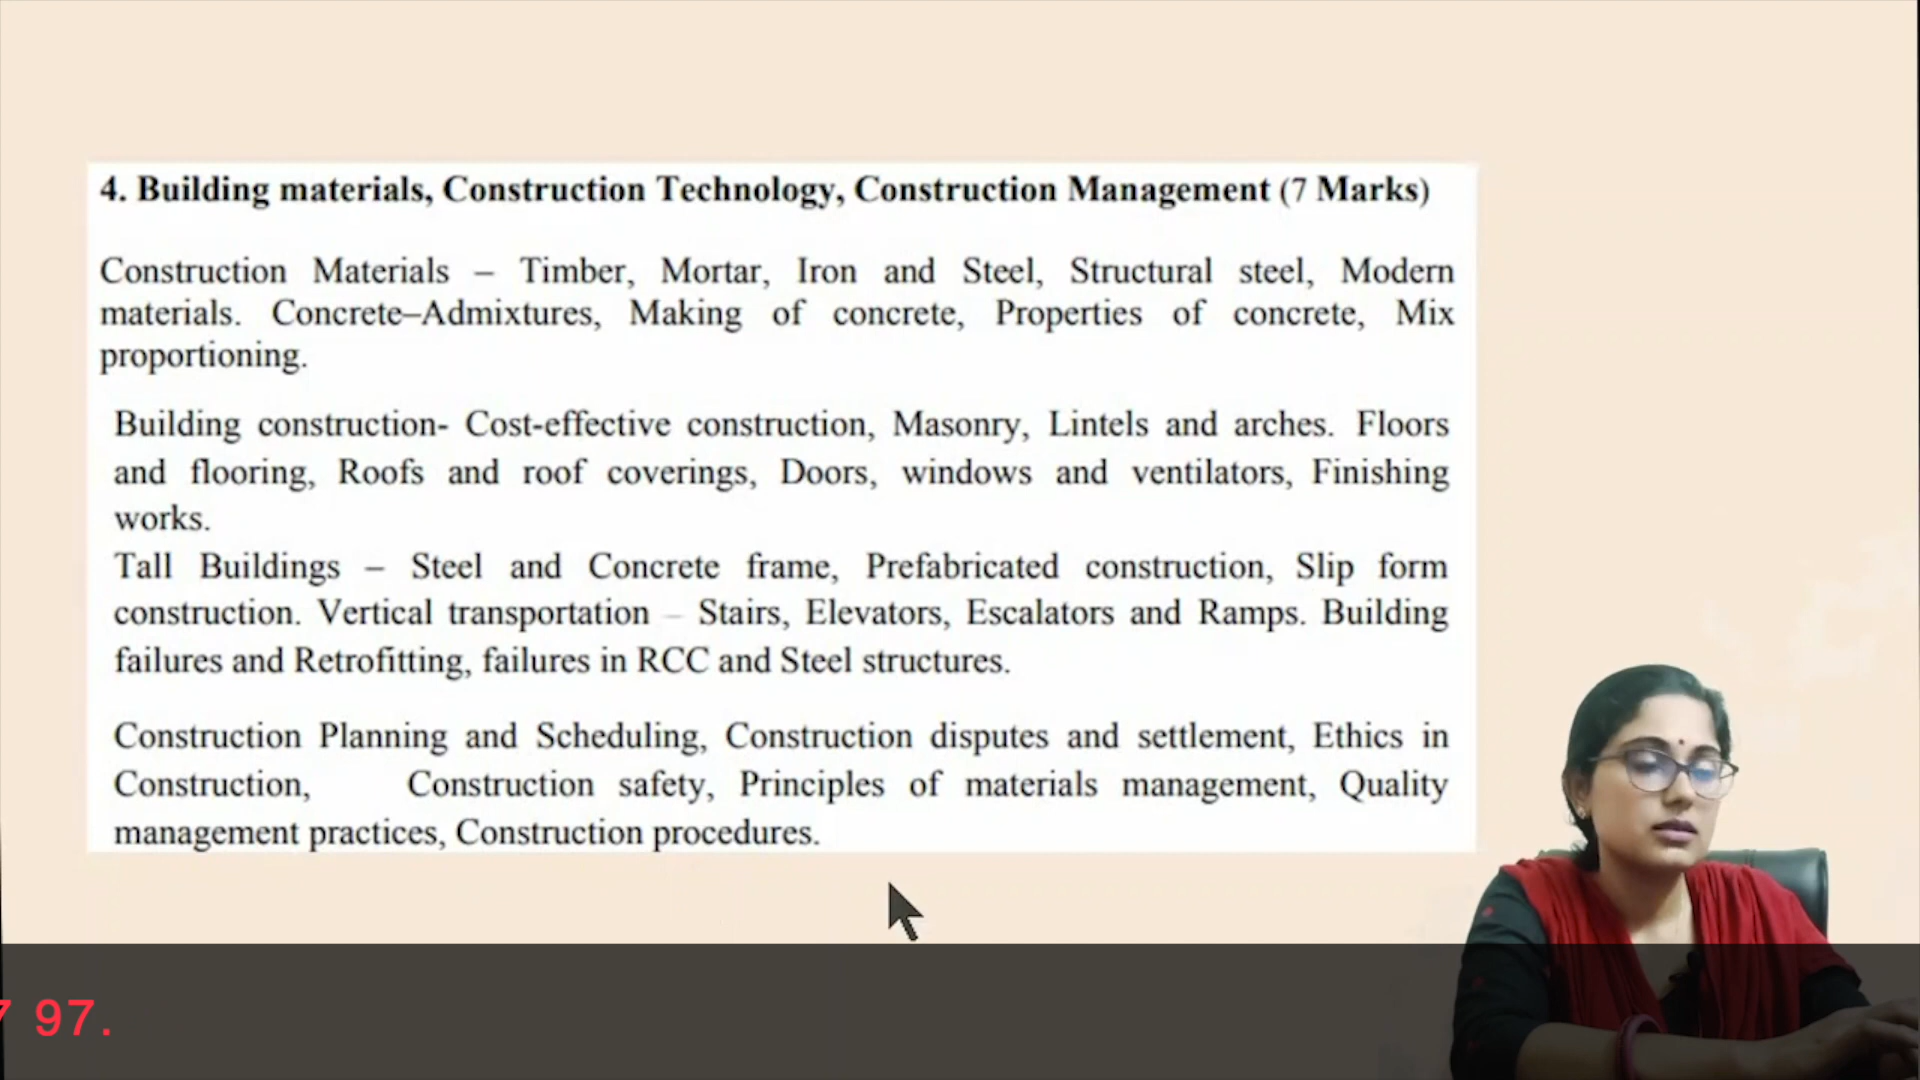 4. Building materials, Construction Technology, Construction Management (7 Marks)
Construction Materials – Timber, Mortar, Iron and Steel, Structural steel, Modern
materials. Concrete–Admixtures, Making of concrete, Properties of concrete, Mix
proportioning.
Building construction- Cost-effective construction, Masonry, Lintels and arches. Floors
and flooring, Roofs and roof coverings, Doors, windows and ventilators, Finishing
works.
Tall Buildings – Steel and Concrete frame, Prefabricated construction, Slip form
construction. Vertical transportation – Stairs, Elevators, Escalators and Ramps. Building
failures and Retrofitting, failures in RCC and Steel structures.
Construction Planning and Scheduling, Construction disputes and settlement, Ethics in
Construction, Construction safety, Principles of materials management, Quality
management practices, Construction procedures.
97.